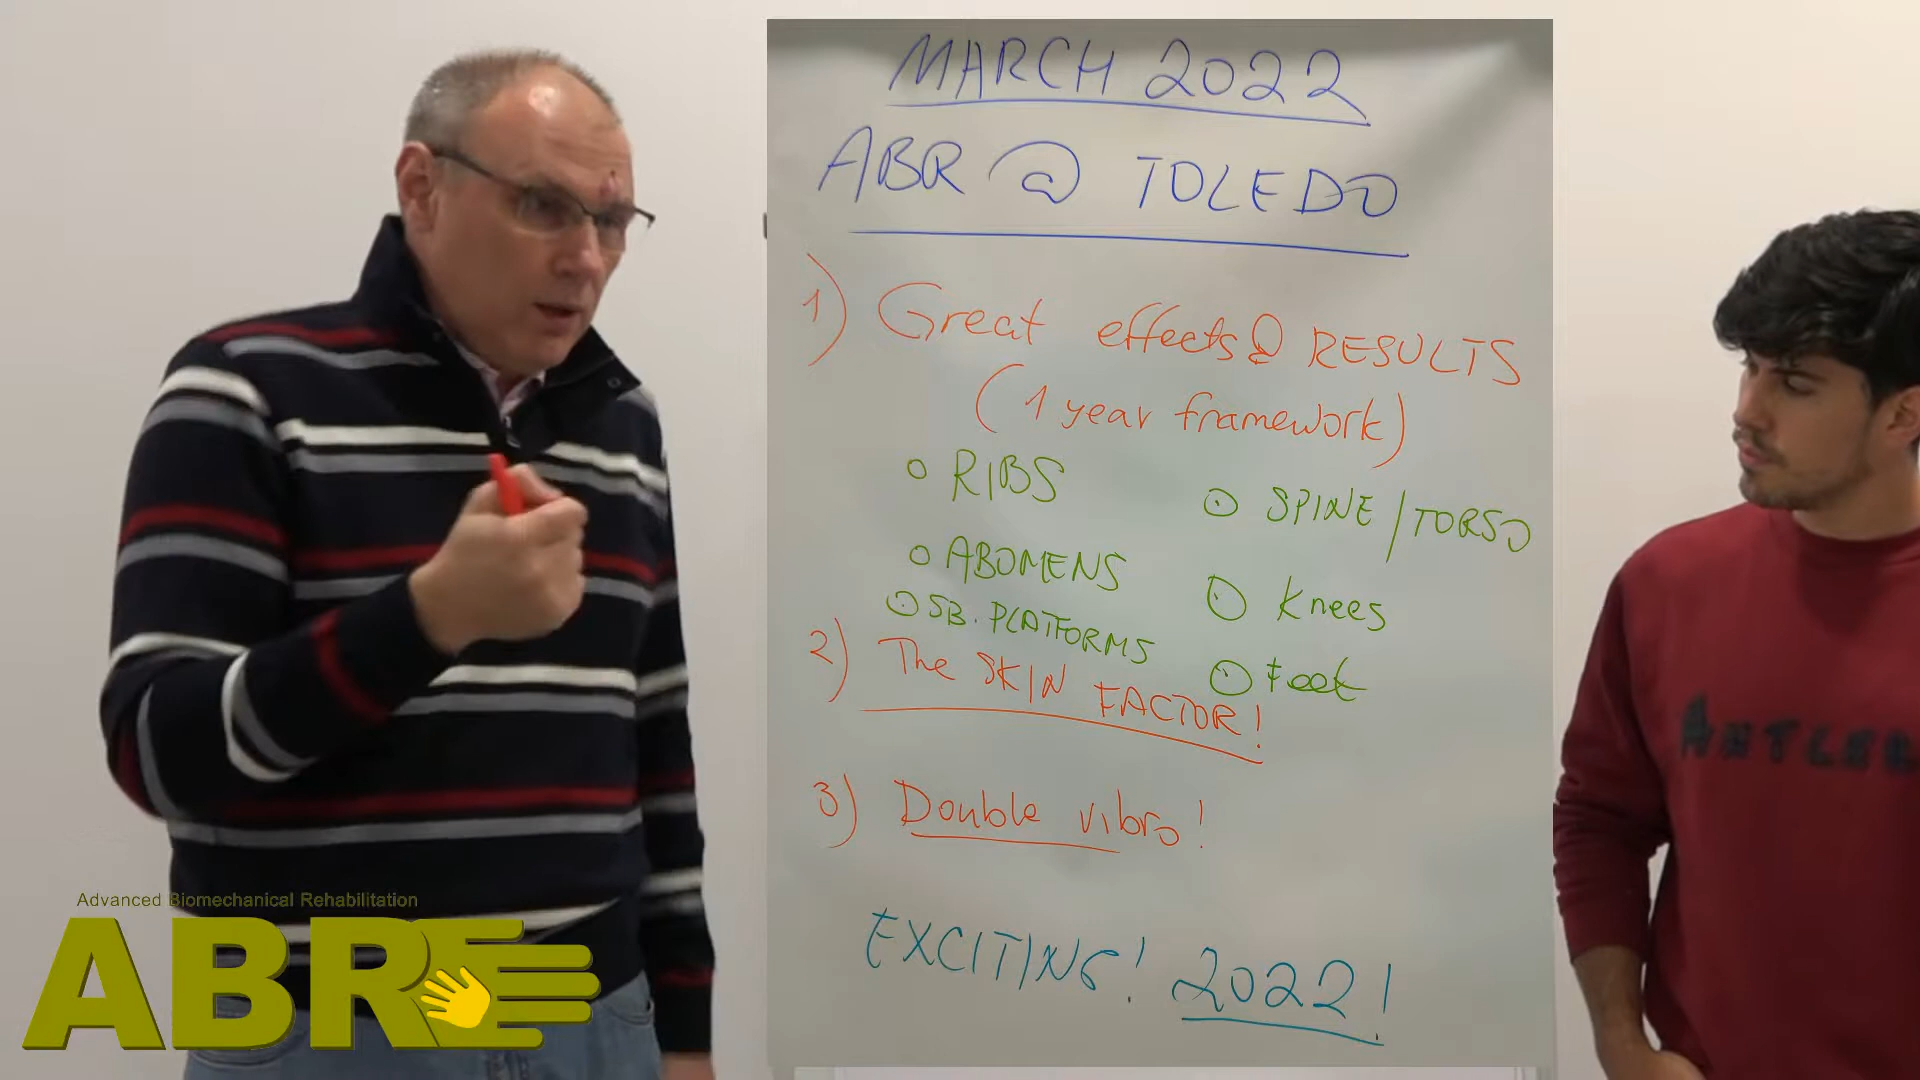 MARCH 2022
ABR @ TOLEDO
1) Great effects & RESULTS
(1 year framework)
RIBS
SPINE / TORSO
ABOMENS
Knees
SB. PLATFORMS
Feet
2) The SKIN FACTOR!
3) Double vibro!
EXCITING! 2022!
Advanced Biomechanical Rehabilitation
ABR
ANTLER